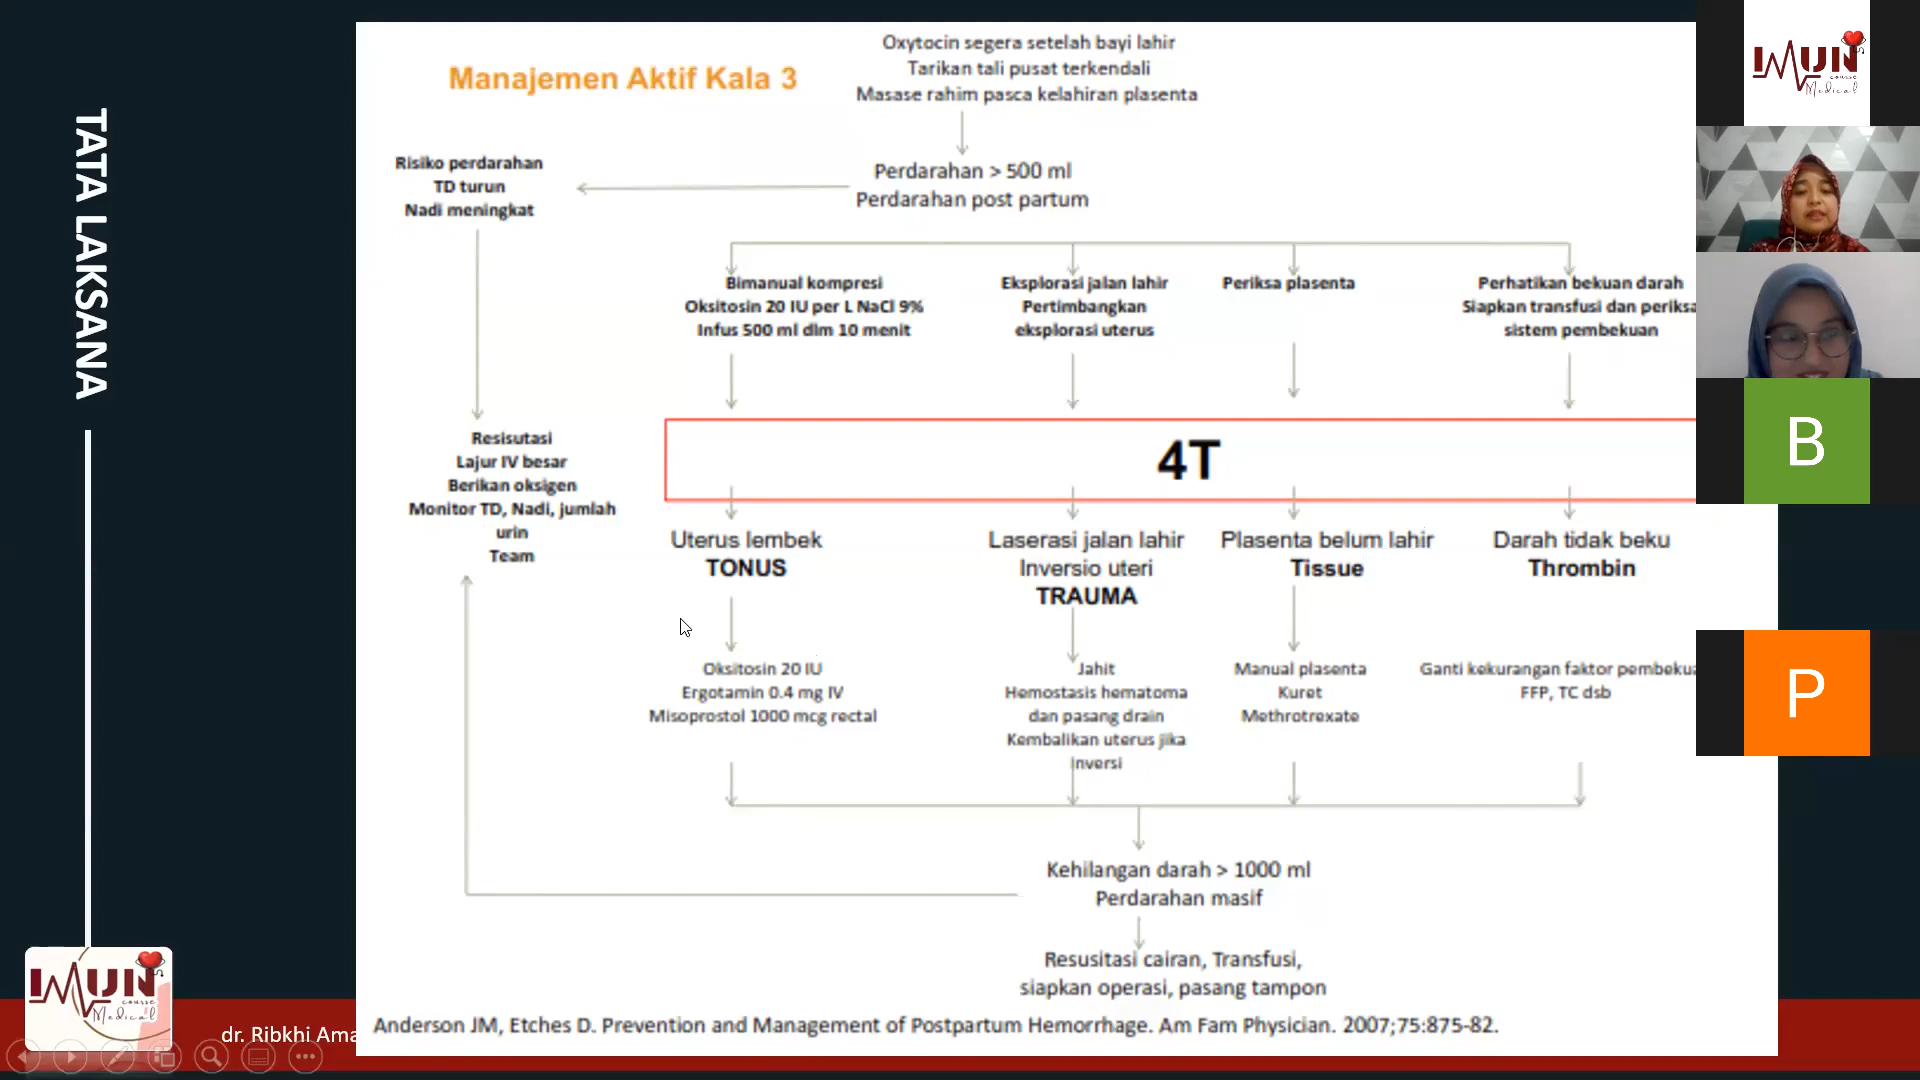 TATA LAKSANA
Manajemen Aktif Kala 3
Oxytocin segera setelah bayi lahir
Tarikan tali pusat terkendali
Masase rahim pasca kelahiran plasenta
Risiko perdarahan
TD turun
Nadi meningkat
Perdarahan > 500 ml
Perdarahan post partum
Bimanual kompresi
Oksitosin 20 IU per L NaCl 9%
Infus 500 ml dlm 10 menit
Eksplorasi jalan lahir
Pertimbangkan
eksplorasi uterus
Periksa plasenta
Perhatikan bekuan darah
Siapkan transfusi dan periksa
sistem pembekuan
Resisutasi
Lajur IV besar
Berikan oksigen
Monitor TD, Nadi, jumlah
urin
Team
4T
Uterus lembek
TONUS
Laserasi jalan lahir
Inversio uteri
TRAUMA
Plasenta belum lahir
Tissue
Darah tidak beku
Thrombin
Oksitosin 20 IU
Ergotamin 0.4 mg IV
Misoprostol 1000 mcg rectal
Jahit
Hemostasis hematoma
dan pasang drain
Kembalikan uterus jika
Inversi
Manual plasenta
Kuret
Methrotrexate
Ganti kekurangan faktor pembekua
FFP, TC dsb
Kehilangan darah > 1000 ml
Perdarahan masif
Resusitasi cairan, Transfusi,
siapkan operasi, pasang tampon
Anderson JM, Etches D. Prevention and Management of Postpartum Hemorrhage. Am Fam Physician. 2007;75:875-82.
dr. Ribkhi Ama
IMUN
course
Medical
IMUN
course
Medical
B
P